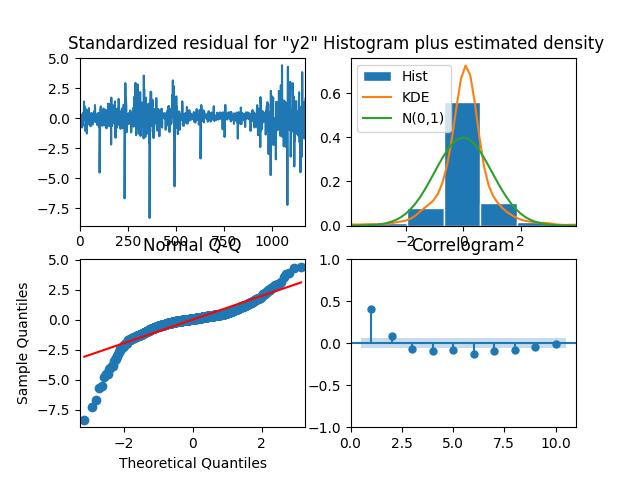 Standardized residual for "y2"
5.0
2.5
0.0
−2.5
−5.0
−7.5
0 250 500 750 1000
Histogram plus estimated density
Hist
KDE
N(0,1)
0.6
0.4
0.2
0.0
−2 0 2
Normal Q-Q
Sample Quantiles
5.0
2.5
0.0
−2.5
−5.0
−7.5
−2 0 2
Theoretical Quantiles
Correlogram
1.0
0.5
0.0
−0.5
−1.0
0.0 2.5 5.0 7.5 10.0